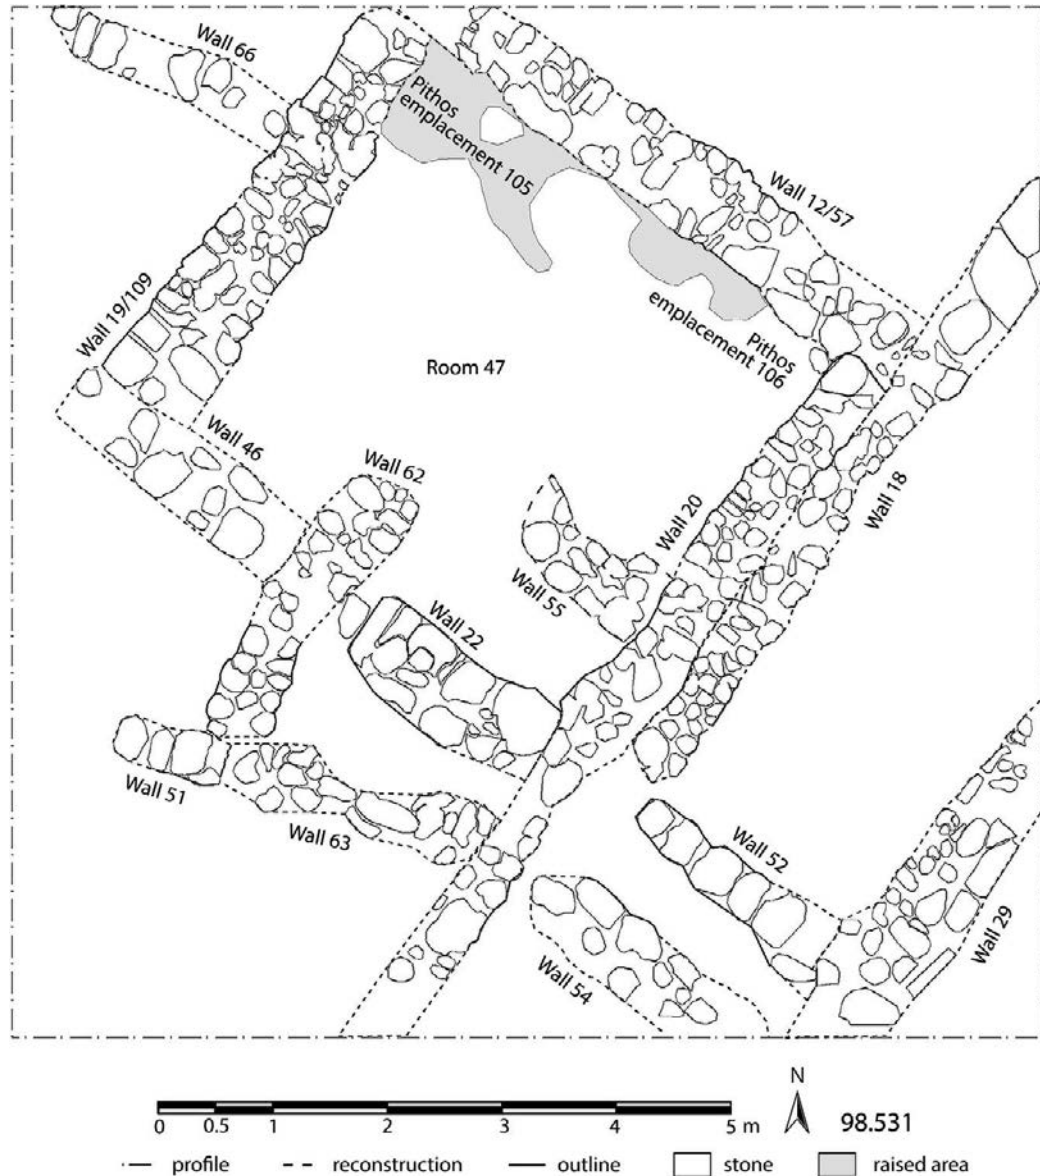 Wall 66
Pithos
emplacement 105
Wall 12/57
Wall 19/109
Pithos
emplacement 106
Room 47
Wall 46
Wall 62
Wall 20
Wall 18
Wall 55
Wall 22
Wall 51
Wall 63
Wall 52
Wall 29
Wall 54
N
0 0.5 1 2 3 4 5 m
98.531
profile reconstruction outline stone raised area